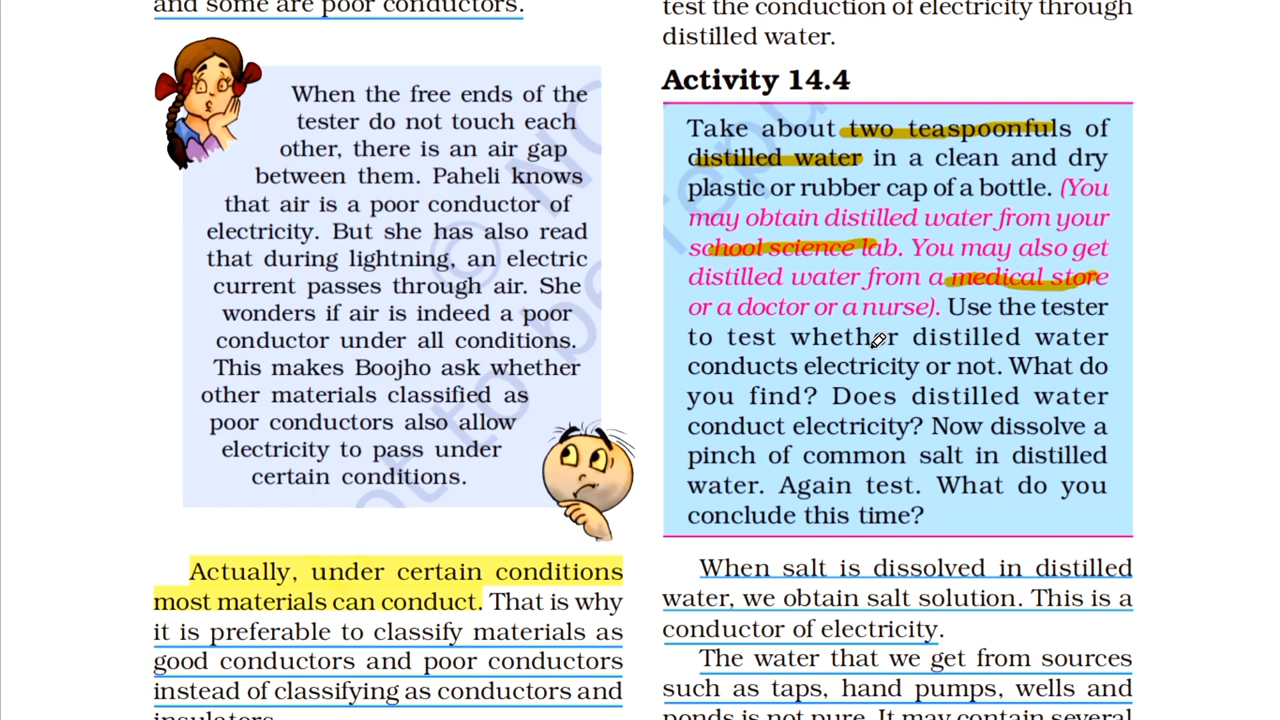 and some are poor conductors.
When the free ends of the
tester do not touch each
other, there is an air gap
between them. Paheli knows
that air is a poor conductor of
electricity. But she has also read
that during lightning, an electric
current passes through air. She
wonders if air is indeed a poor
conductor under all conditions.
This makes Boojho ask whether
other materials classified as
poor conductors also allow
electricity to pass under
certain conditions.
Actually, under certain conditions
most materials can conduct. That is why
it is preferable to classify materials as
good conductors and poor conductors
instead of classifying as conductors and
insulators.
test the conduction of electricity through
distilled water.
Activity 14.4
Take about two teaspoonfuls of
distilled water in a clean and dry
plastic or rubber cap of a bottle. (You
may obtain distilled water from your
school science lab. You may also get
distilled water from a medical store
or a doctor or a nurse). Use the tester
to test whether distilled water
conducts electricity or not. What do
you find? Does distilled water
conduct electricity? Now dissolve a
pinch of common salt in distilled
water. Again test. What do you
conclude this time?
When salt is dissolved in distilled
water, we obtain salt solution. This is a
conductor of electricity.
The water that we get from sources
such as taps, hand pumps, wells and
ponds is not pure. It may contain several